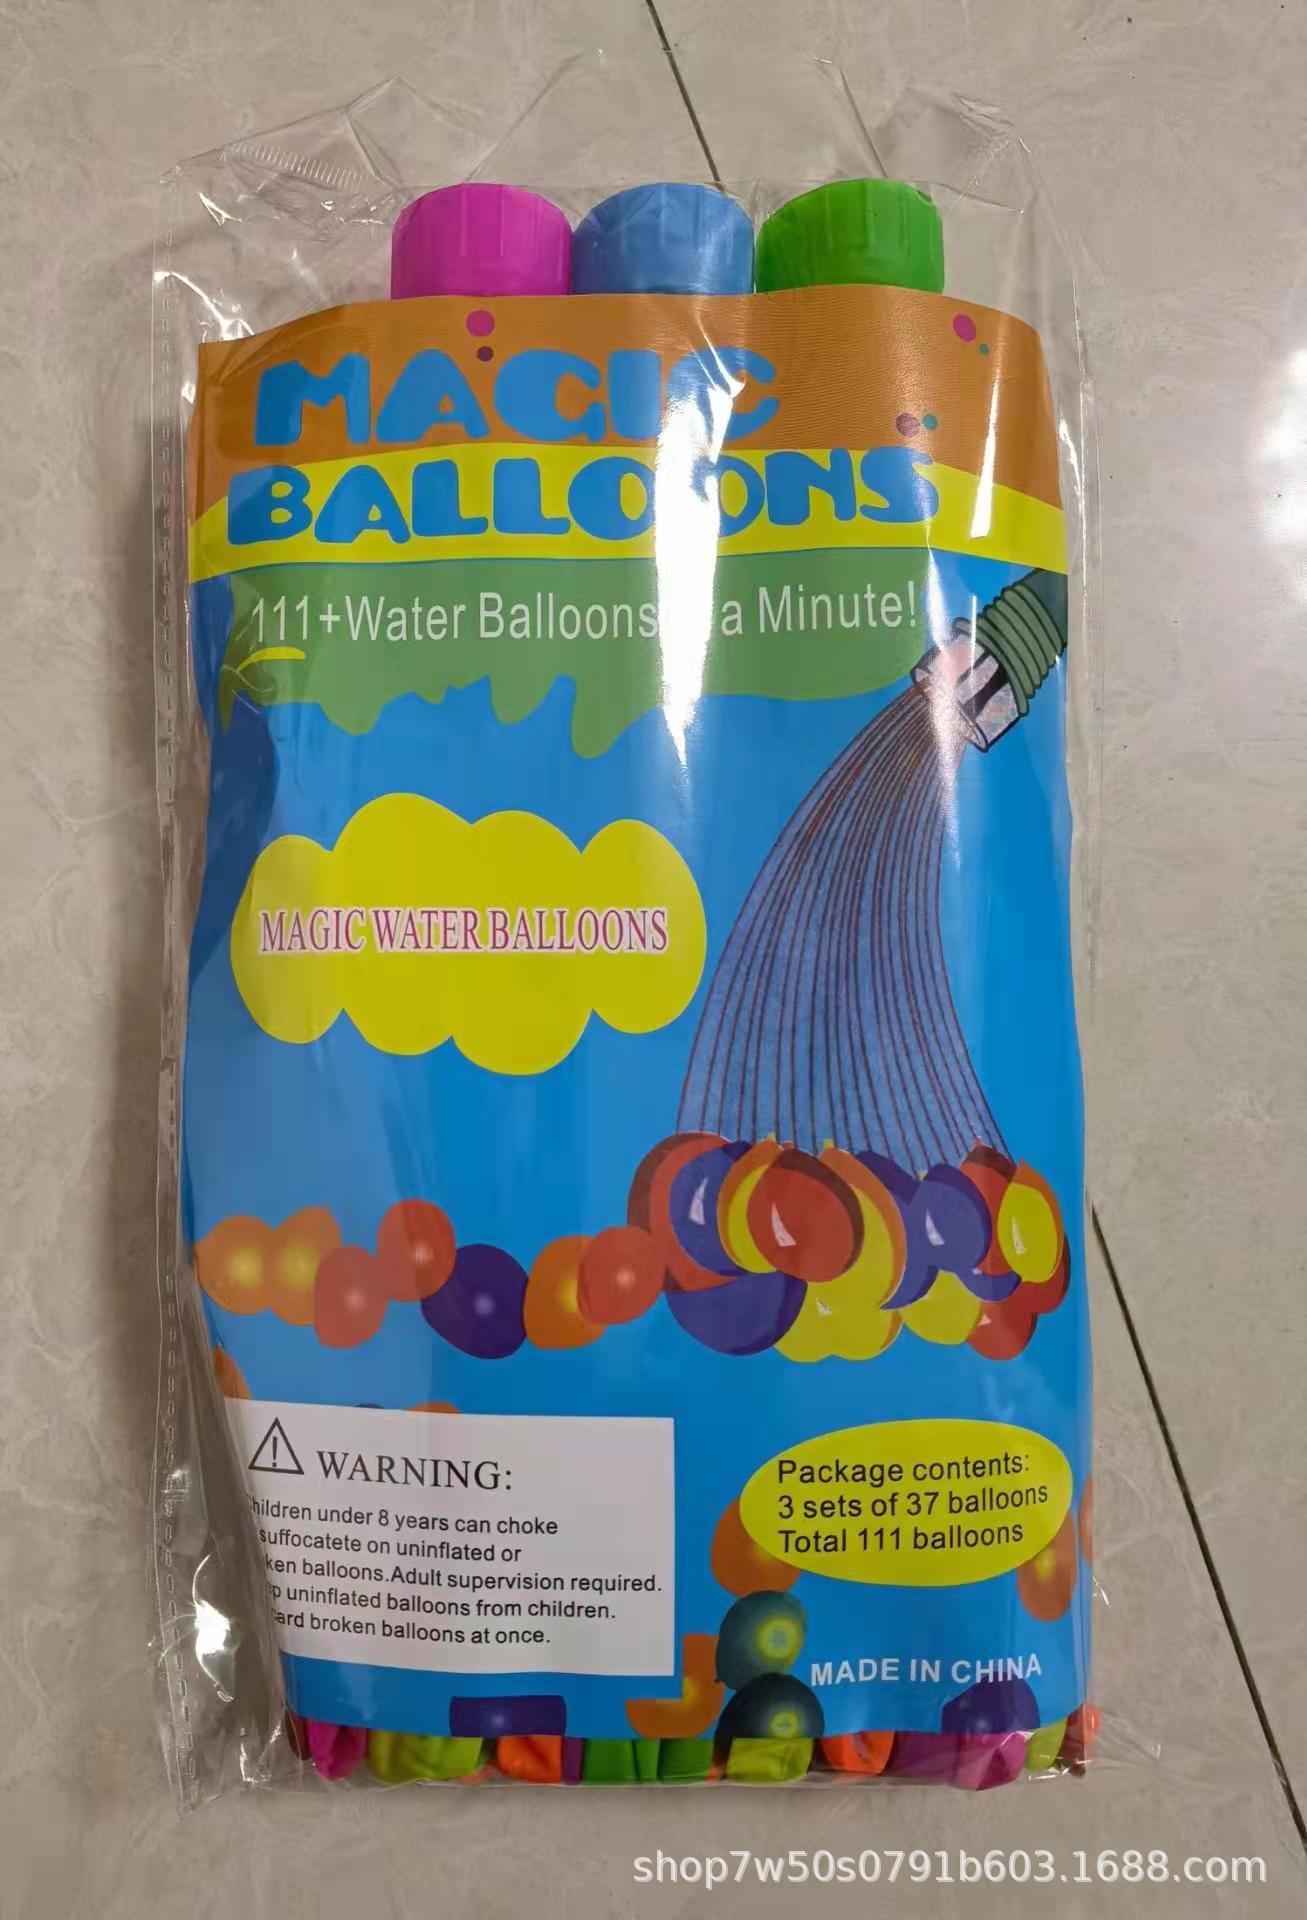 MAGIC
BALLOONS
111+Water Balloons a Minute!
MAGIC WATER BALLOONS
WARNING:
hildren under 8 years can choke
suffocatete on uninflated or
ken balloons.Adult supervision required.
p uninflated balloons from children.
card broken balloons at once.
Package contents:
3 sets of 37 balloons
Total 111 balloons
MADE IN CHINA
shop7w50s0791b603.1688.com